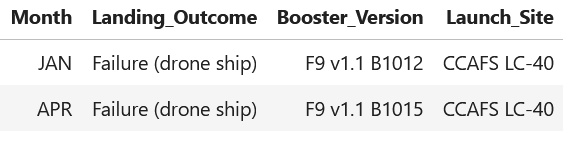 Month Landing_Outcome Booster_Version Launch_Site
JAN Failure (drone ship) F9 v1.1 B1012 CCAFS LC-40
APR Failure (drone ship) F9 v1.1 B1015 CCAFS LC-40